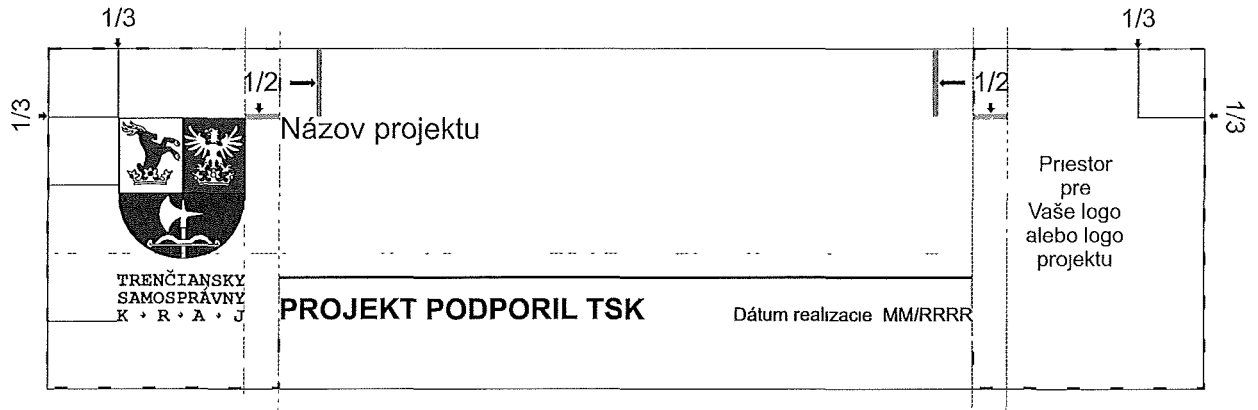 1/3
1/3
1/2
1/2
1/3
1/3
Názov projektu
Priestor
pre
Vaše logo
alebo logo
projektu
TRENČIANSKY
SAMOSPRÁVNY
K • R • A • J
PROJEKT PODPORIL TSK
Dátum realizacie MM/RRRR